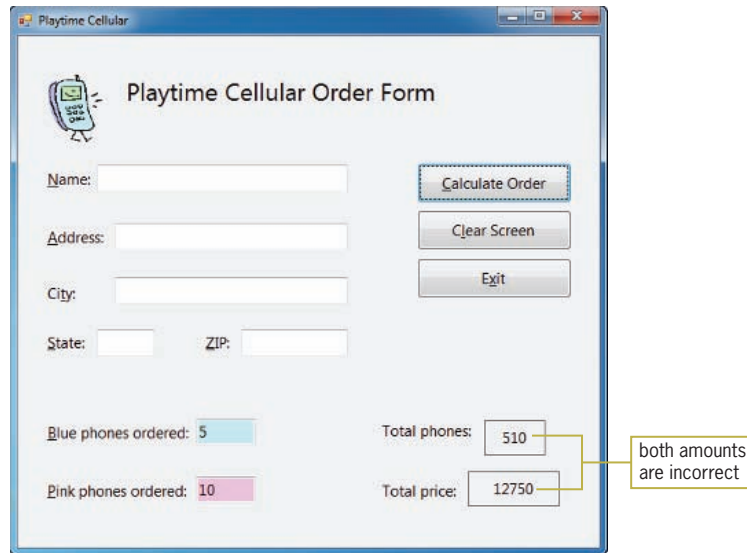 Playtime Cellular
Playtime Cellular Order Form
Name:
Calculate Order
Address:
Clear Screen
City:
Exit
State: ZIP:
Blue phones ordered: 5 Total phones: 510
Pink phones ordered: 10 Total price: 12750
both amounts
are incorrect